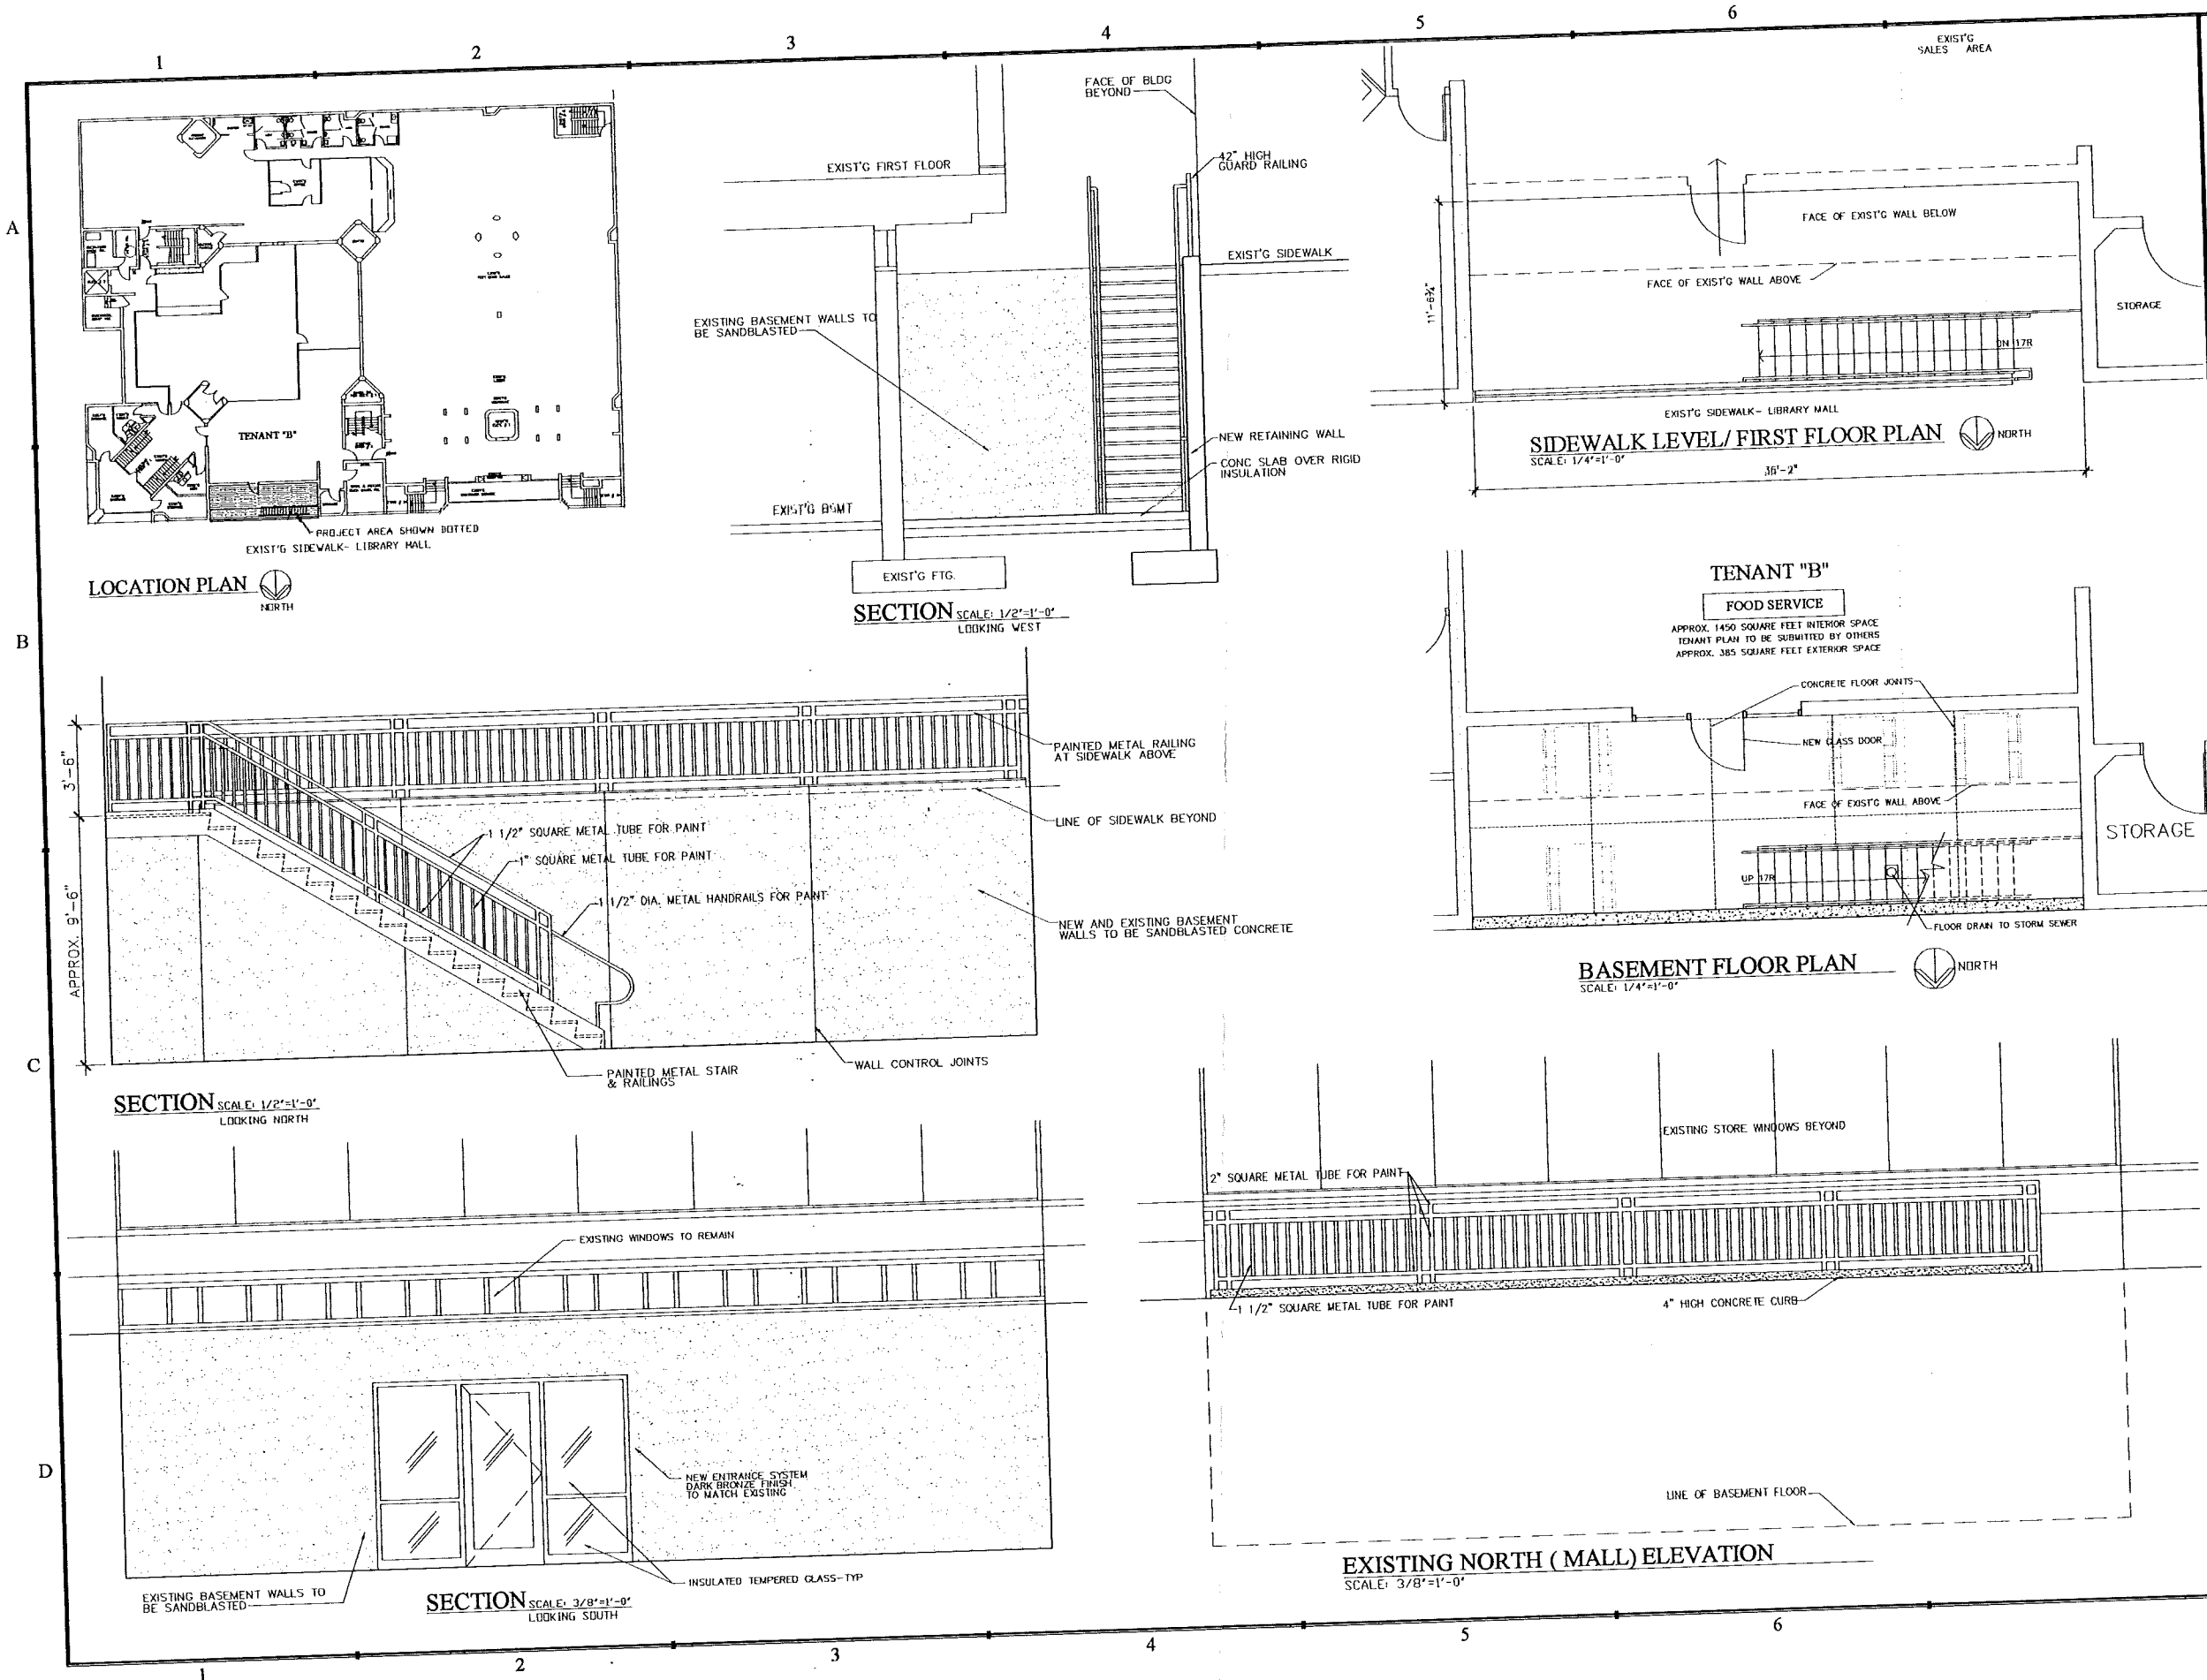 1
2
3
4
5
6
A
B
C
D
TENANT "B"
PROJECT AREA SHOWN DOTTED
EXIST'G SIDEWALK- LIBRARY MALL
LOCATION PLAN
NORTH
FACE OF BLDG
BEYOND
EXIST'G FIRST FLOOR
42" HIGH
GUARD RAILING
EXIST'G SIDEWALK
EXISTING BASEMENT WALLS TO
BE SANDBLASTED
NEW RETAINING WALL
CONC SLAB OVER RIGID
INSULATION
EXIST'G BSMT
EXIST'G FTG.
SECTION SCALE: 1/2"=1'-0"
LOOKING WEST
EXIST'G
SALES AREA
FACE OF EXIST'G WALL BELOW
FACE OF EXIST'G WALL ABOVE
11'-6¾"
STORAGE
DN 17R
EXIST'G SIDEWALK- LIBRARY MALL
SIDEWALK LEVEL/ FIRST FLOOR PLAN
NORTH
SCALE: 1/4"=1'-0"
36'-2"
TENANT "B"
FOOD SERVICE
APPROX. 1450 SQUARE FEET INTERIOR SPACE
TENANT PLAN TO BE SUBMITTED BY OTHERS
APPROX. 385 SQUARE FEET EXTERIOR SPACE
CONCRETE FLOOR JOINTS
NEW GLASS DOOR
FACE OF EXIST'G WALL ABOVE
STORAGE
UP 17R
FLOOR DRAIN TO STORM SEWER
BASEMENT FLOOR PLAN
NORTH
SCALE: 1/4"=1'-0"
3'-6"
APPROX. 9'-6"
PAINTED METAL RAILING
AT SIDEWALK ABOVE
LINE OF SIDEWALK BEYOND
1 1/2" SQUARE METAL TUBE FOR PAINT
1" SQUARE METAL TUBE FOR PAINT
1 1/2" DIA. METAL HANDRAILS FOR PAINT
NEW AND EXISTING BASEMENT
WALLS TO BE SANDBLASTED CONCRETE
WALL CONTROL JOINTS
PAINTED METAL STAIR
& RAILINGS
SECTION SCALE: 1/2"=1'-0"
LOOKING NORTH
EXISTING WINDOWS TO REMAIN
NEW ENTRANCE SYSTEM
DARK BRONZE FINISH
TO MATCH EXISTING
INSULATED TEMPERED GLASS-TYP
EXISTING BASEMENT WALLS TO
BE SANDBLASTED
SECTION SCALE: 3/8"=1'-0"
LOOKING SOUTH
EXISTING STORE WINDOWS BEYOND
2" SQUARE METAL TUBE FOR PAINT
1 1/2" SQUARE METAL TUBE FOR PAINT
4" HIGH CONCRETE CURB
LINE OF BASEMENT FLOOR
EXISTING NORTH ( MALL) ELEVATION
SCALE: 3/8"=1'-0"
1
2
3
4
5
6